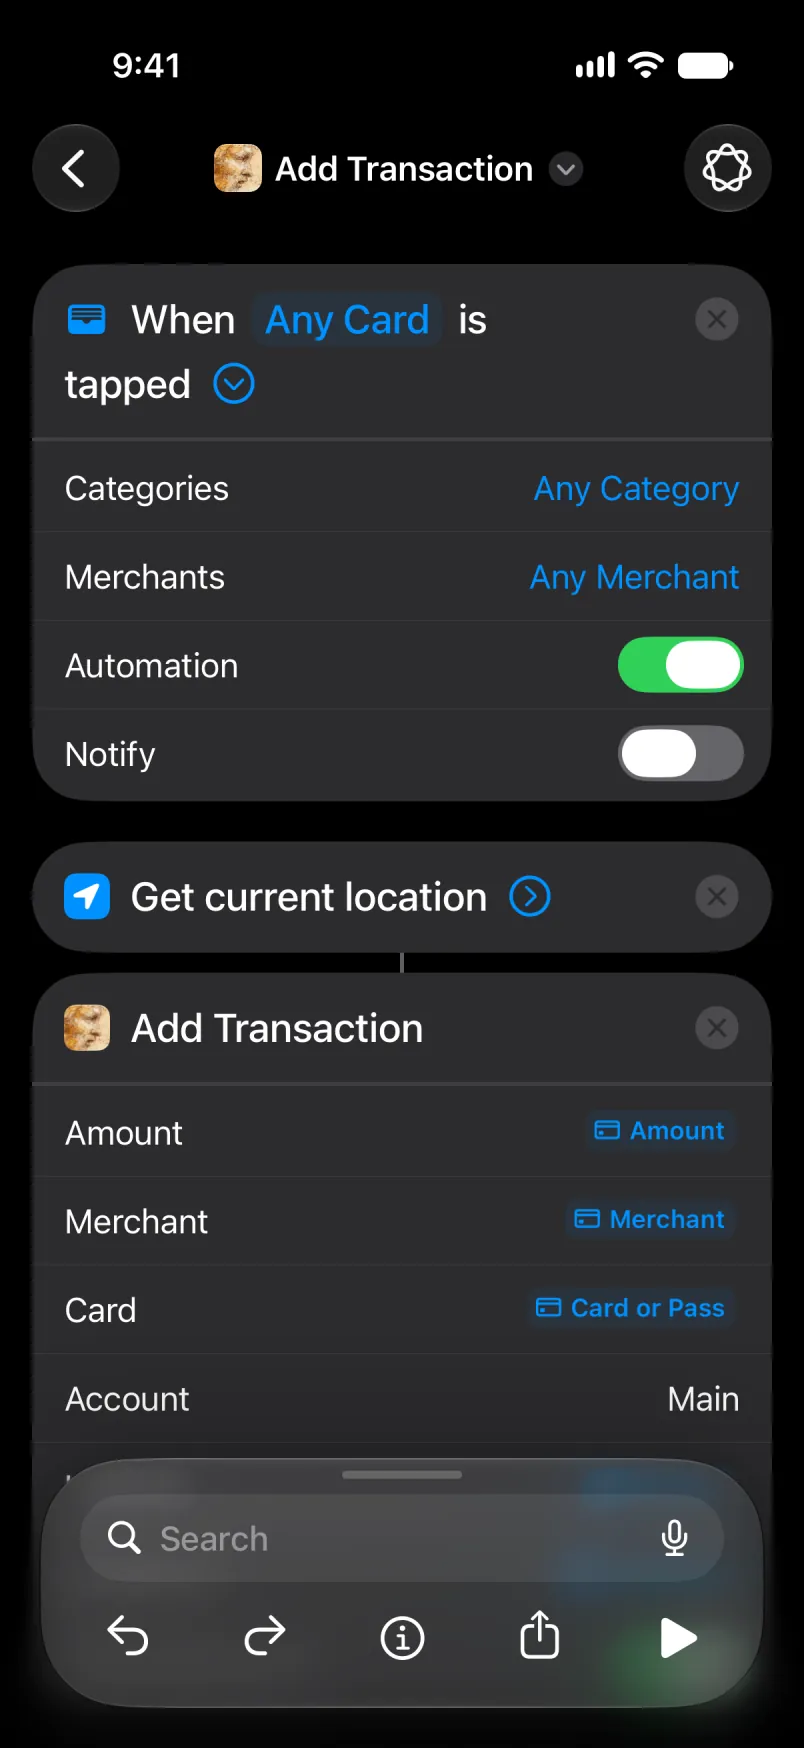 9:41
Add Transaction
When Any Card is
tapped
Categories Any Category
Merchants Any Merchant
Automation
Notify
Get current location
Add Transaction
Amount Amount
Merchant Merchant
Card Card or Pass
Account Main
Search